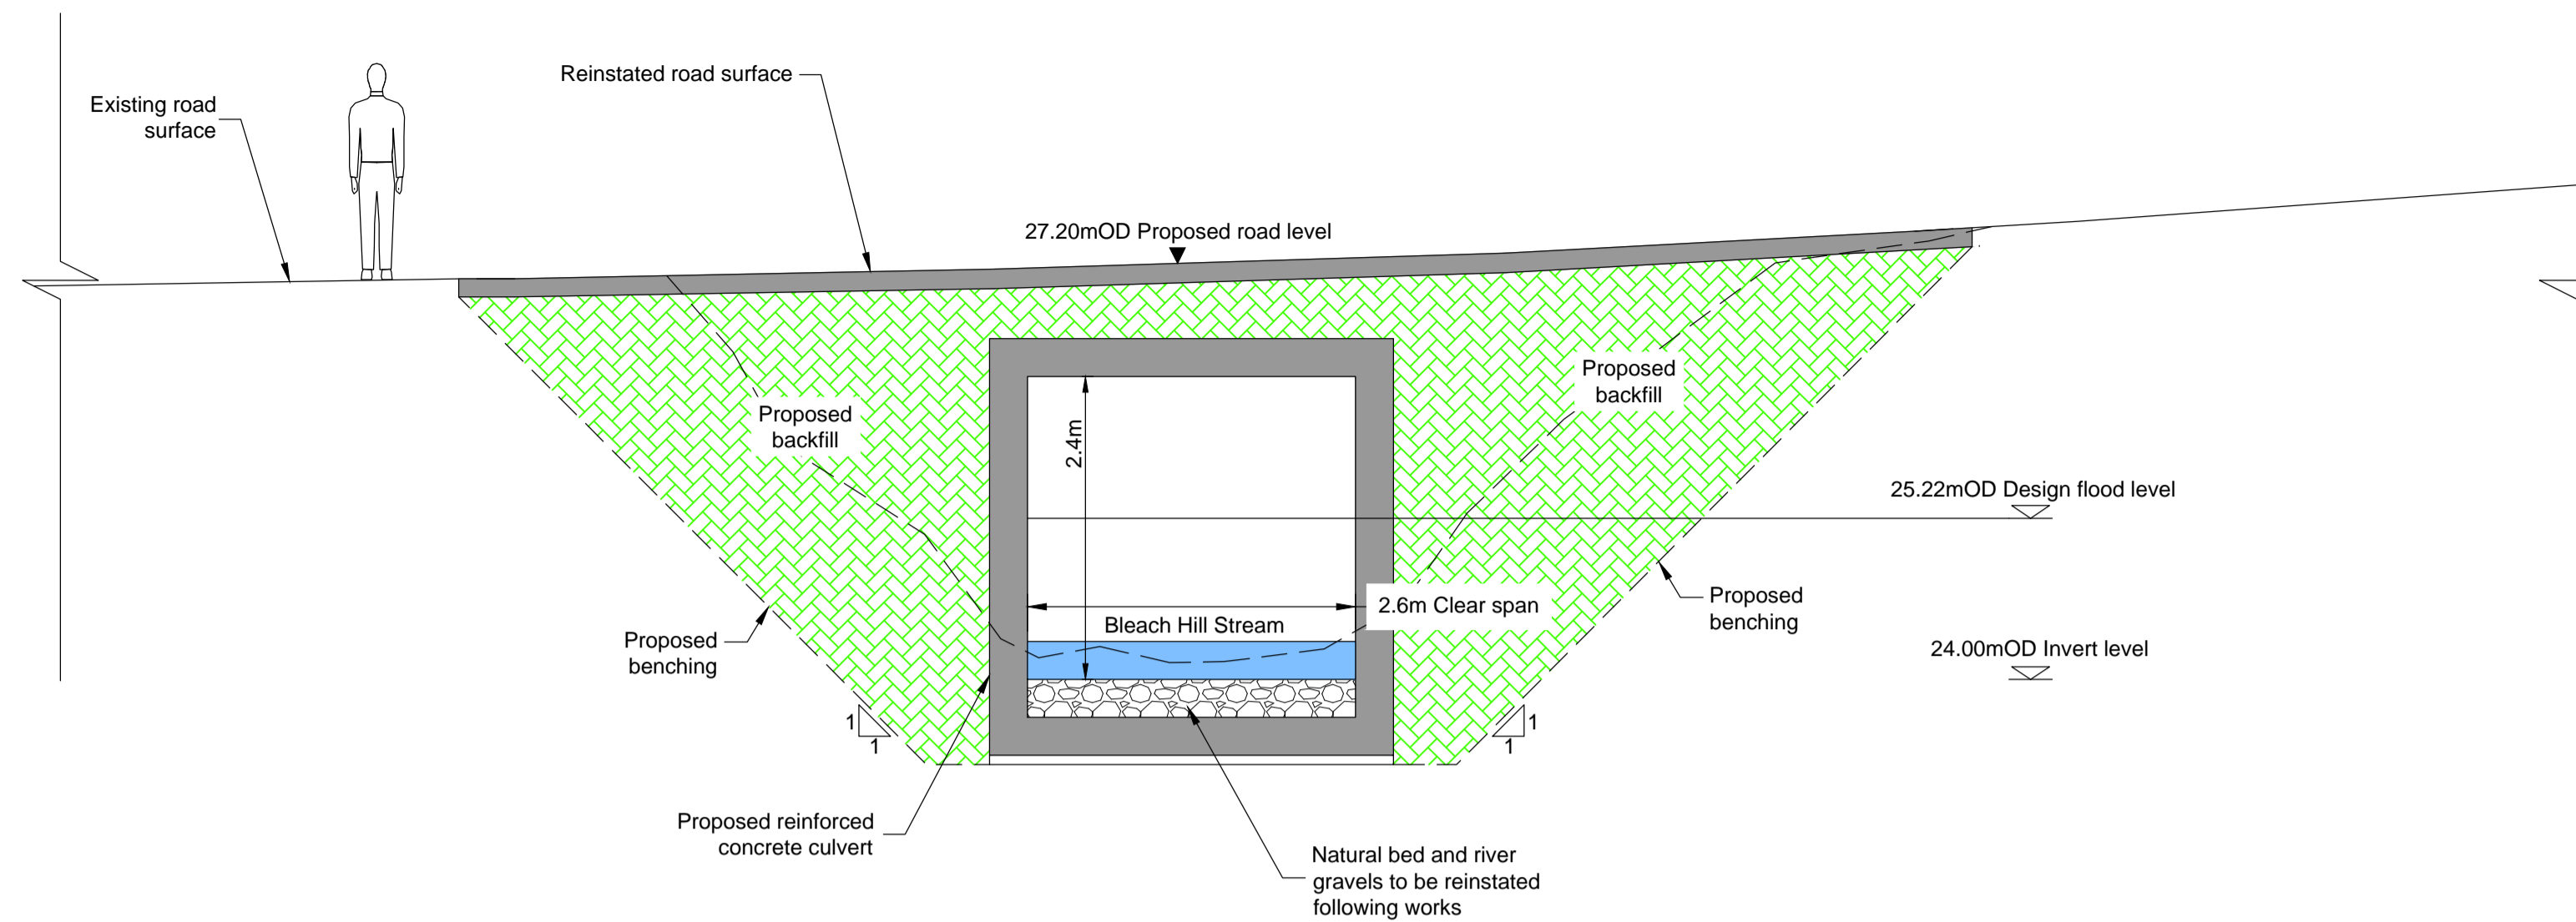 Reinstated road surface
Existing road
surface
27.20mOD Proposed road level
Proposed
backfill
Proposed
backfill
2.4m
25.22mOD Design flood level
2.6m Clear span
Bleach Hill Stream
Proposed
benching
Proposed
benching
24.00mOD Invert level
1
1
1
1
Proposed reinforced
concrete culvert
Natural bed and river
gravels to be reinstated
following works